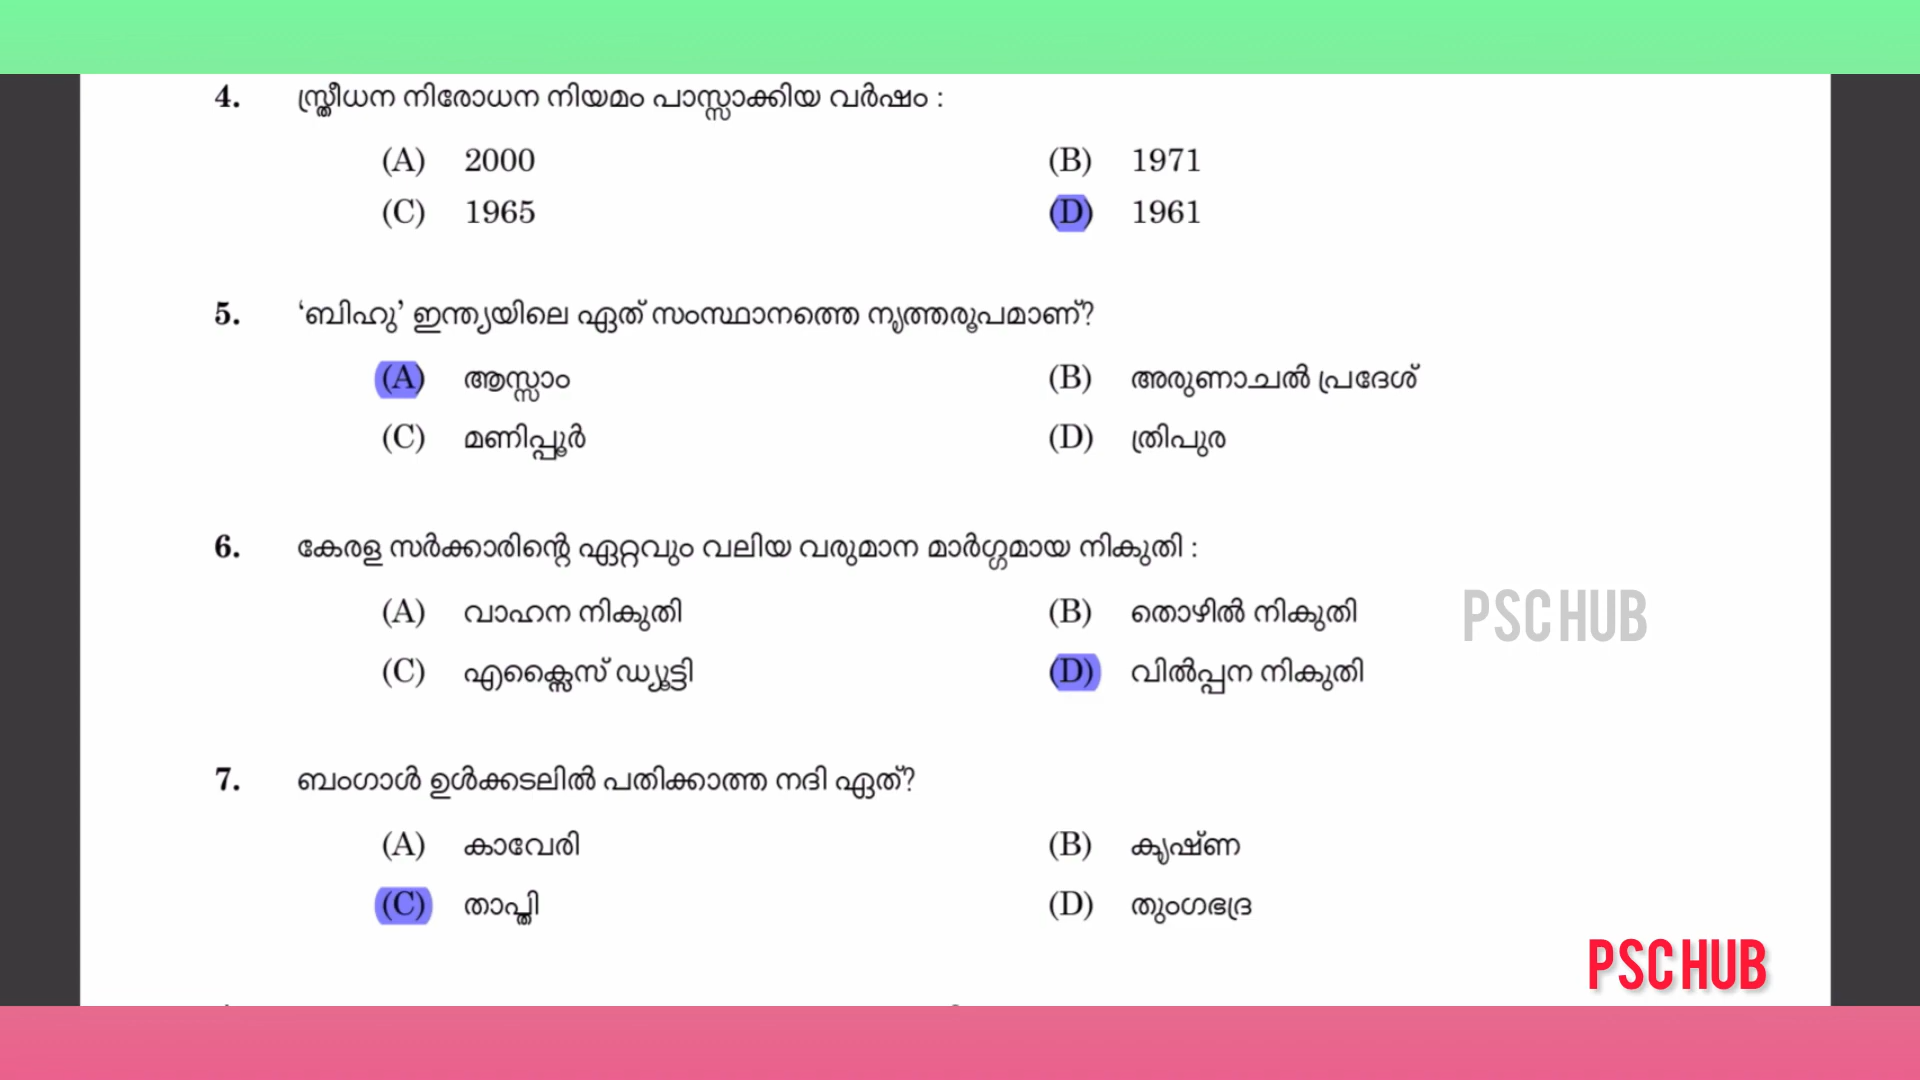 4. സ്ത്രീധന നിരോധന നിയമം പാസ്സാക്കിയ വർഷം :
(A) 2000 (B) 1971
(C) 1965 (D) 1961
5. ‘ബിഹു’ ഇന്ത്യയിലെ ഏത് സംസ്ഥാനത്തെ നൃത്തരൂപമാണ്?
(A) ആസ്സാം (B) അരുണാചൽ പ്രദേശ്
(C) മണിപ്പൂർ (D) ത്രിപുര
6. കേരള സർക്കാരിന്റെ ഏറ്റവും വലിയ വരുമാന മാർഗ്ഗമായ നികുതി :
(A) വാഹന നികുതി (B) തൊഴിൽ നികുതി
PSC HUB
(C) എക്സൈസ് ഡ്യൂട്ടി (D) വിൽപ്പന നികുതി
7. ബംഗാൾ ഉൾക്കടലിൽ പതിക്കാത്ത നദി ഏത്?
(A) കാവേരി (B) കൃഷ്ണ
(C) താപ്തി (D) തുംഗഭദ്ര
PSC HUB